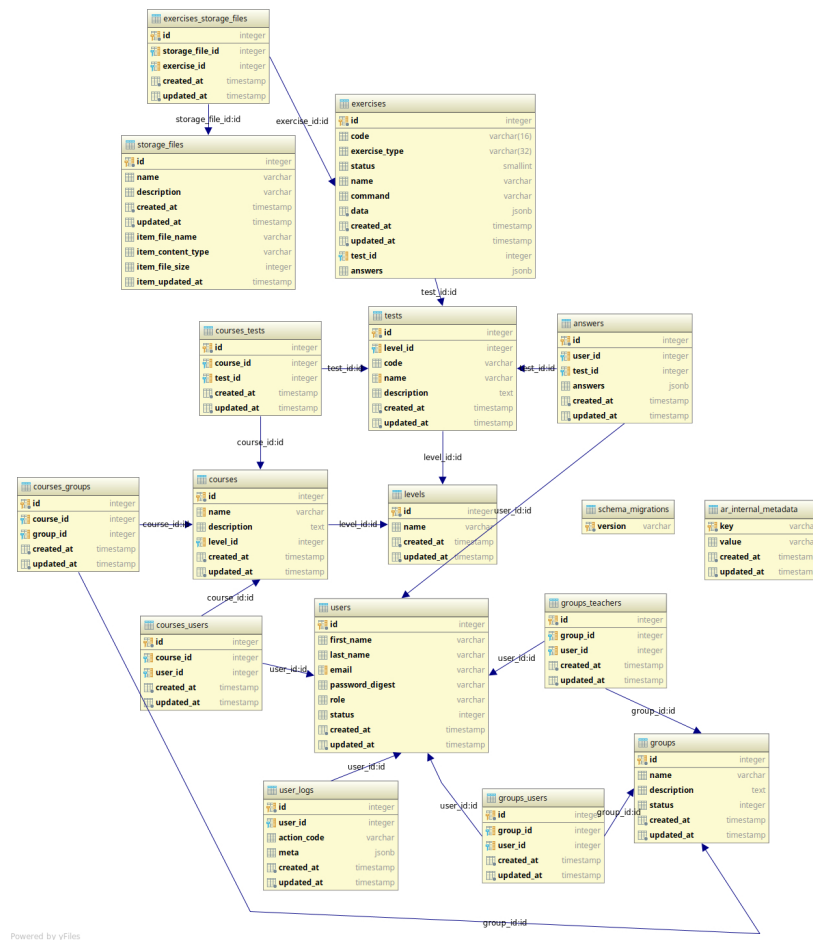 exercises_storage_files
id integer
storage_file_id integer
exercise_id integer
created_at timestamp
updated_at timestamp
storage_file_id:id
exercise_id:id
exercises
id integer
code varchar(16)
exercise_type varchar(32)
status smallint
name varchar
command varchar
data jsonb
created_at timestamp
updated_at timestamp
test_id integer
answers jsonb
storage_files
id integer
name varchar
description varchar
created_at timestamp
updated_at timestamp
item_file_name varchar
item_content_type varchar
item_file_size integer
item_updated_at timestamp
test_id:id
courses_tests
id integer
course_id integer
test_id integer
created_at timestamp
updated_at timestamp
test_id:id
tests
id integer
level_id integer
code varchar
name varchar
description text
created_at timestamp
updated_at timestamp
test_id:id
answers
id integer
user_id integer
test_id integer
answers jsonb
created_at timestamp
updated_at timestamp
course_id:id
level_id:id
user_id:id
courses_groups
id integer
course_id integer
group_id integer
created_at timestamp
updated_at timestamp
course_id:id
courses
id integer
name varchar
description text
level_id integer
created_at timestamp
updated_at timestamp
level_id:id
levels
id integer
name varchar
created_at timestamp
updated_at timestamp
schema_migrations
version varchar
ar_internal_metadata
key
value
created_at
updated_at
course_id:id
courses_users
id integer
course_id integer
user_id integer
created_at timestamp
updated_at timestamp
user_id:id
users
id integer
first_name varchar
last_name varchar
email varchar
password_digest varchar
role varchar
status integer
created_at timestamp
updated_at timestamp
user_id:id
groups_teachers
id integer
group_id integer
user_id integer
created_at timestamp
updated_at timestamp
group_id:id
groups
id integer
name varchar
description text
status integer
created_at timestamp
updated_at timestamp
user_id:id
user_logs
id integer
user_id integer
action_code varchar
meta jsonb
created_at timestamp
updated_at timestamp
user_id:id
groups_users
id integer
group_id integer
user_id integer
created_at timestamp
updated_at timestamp
group_id:id
group_id:id
Powered by yFiles